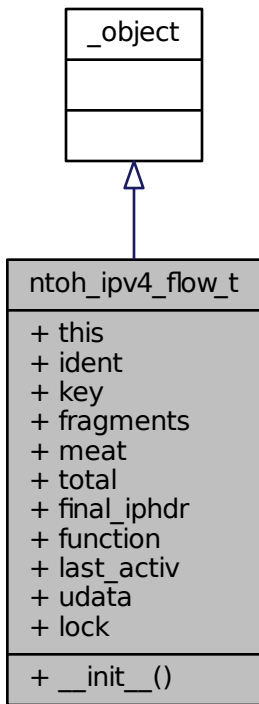 _object
ntoh_ipv4_flow_t
+ this
+ ident
+ key
+ fragments
+ meat
+ total
+ final_iphdr
+ function
+ last_activ
+ udata
+ lock
+ __init__()